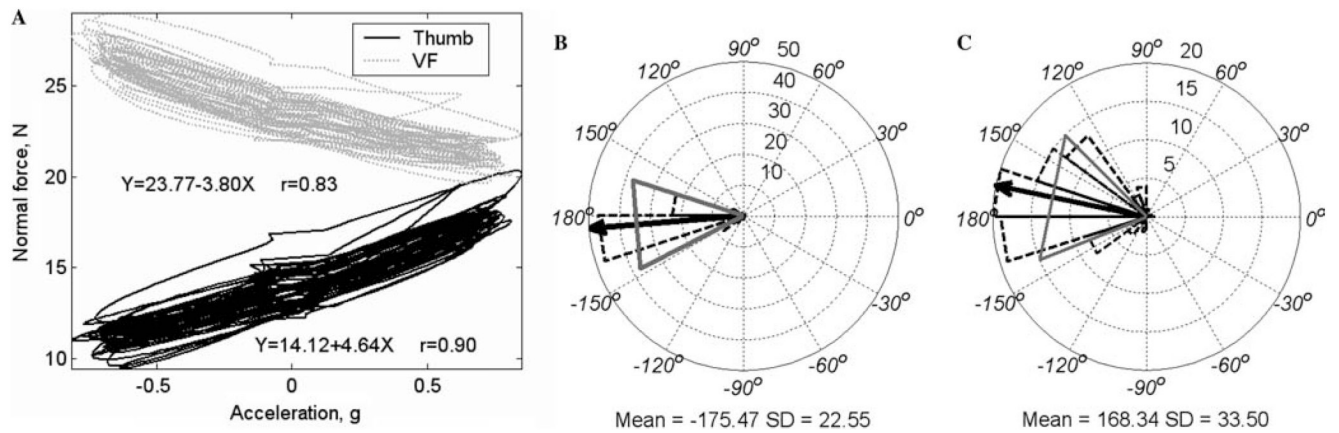 A
Normal force, N
25
20
15
10
Thumb
VF
Y=23.77-3.80X r=0.83
Y=14.12+4.64X r=0.90
-0.5
0
0.5
Acceleration, g
B
90° 50
120° 60°
40
30
150° 30°
20
10
180° 0°
-150° -30°
-120° -60°
-90°
Mean = -175.47 SD = 22.55
C
90° 20
120° 60°
15
10
150° 30°
5
180° 0°
-150° -30°
-120° -60°
-90°
Mean = 168.34 SD = 33.50